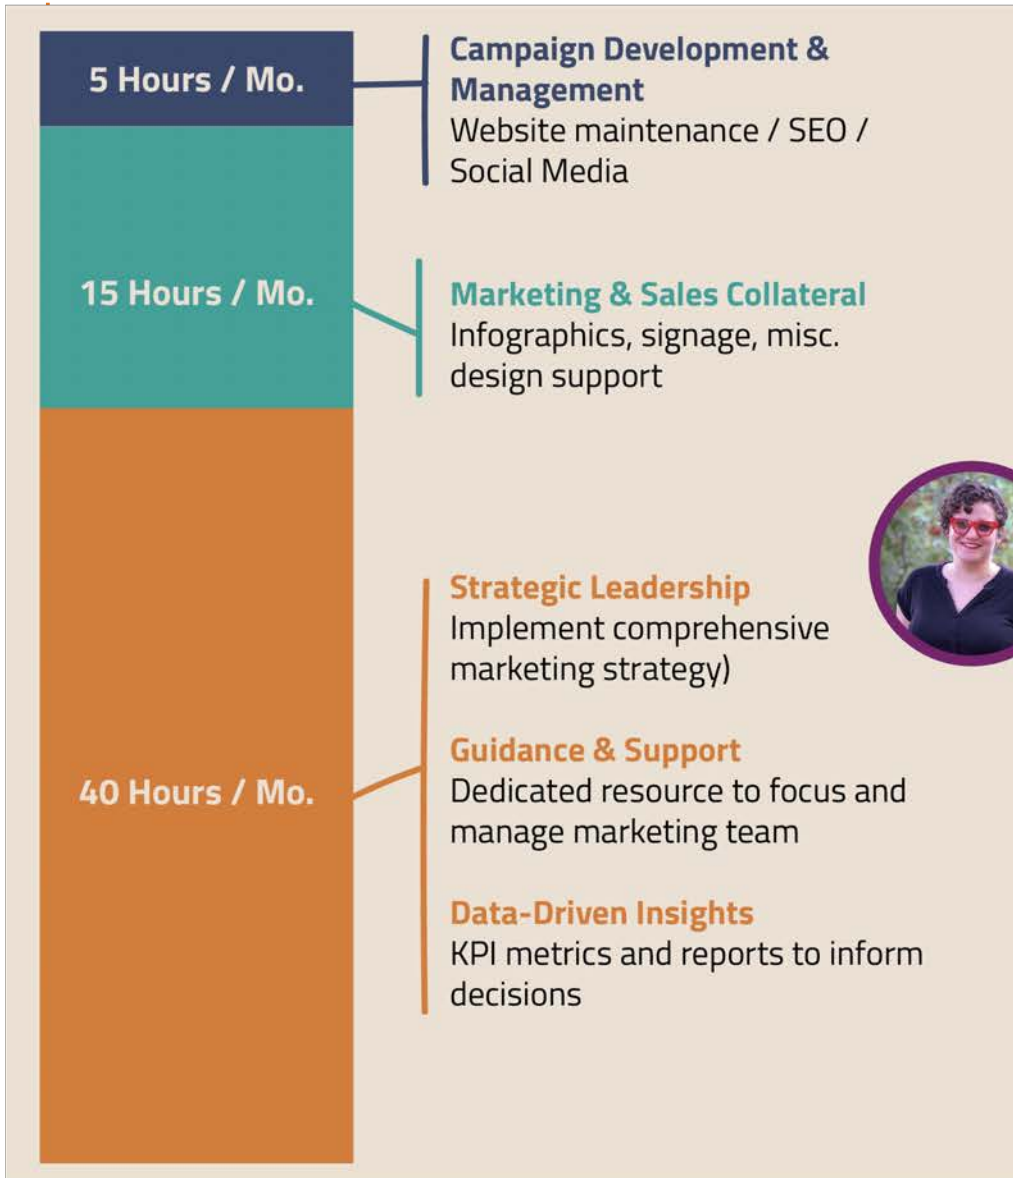 5 Hours / Mo.
Campaign Development &
Management
Website maintenance / SEO /
Social Media
15 Hours / Mo.
Marketing & Sales Collateral
Infographics, signage, misc.
design support
40 Hours / Mo.
Strategic Leadership
Implement comprehensive
marketing strategy)
Guidance & Support
Dedicated resource to focus and
manage marketing team
Data-Driven Insights
KPI metrics and reports to inform
decisions